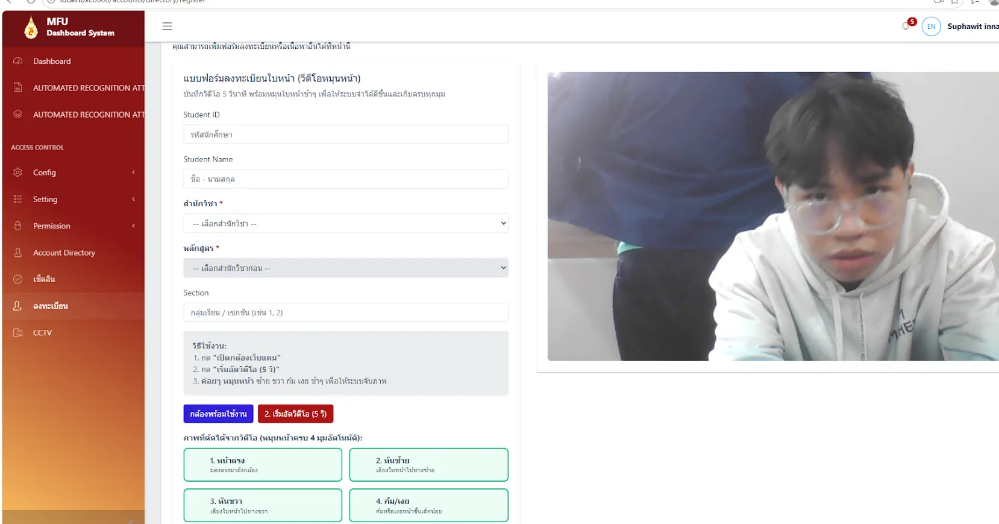 localhost:6000/accounts/directory/register
MFU
Dashboard System
5
EN
Suphawit inna
Dashboard
AUTOMATED RECOGNITION ATT
AUTOMATED RECOGNITION ATT
ACCESS CONTROL
Config
Setting
Permission
Account Directory
เช็คอิน
ลงทะเบียน
CCTV
คุณสามารถเพิ่มฟอร์มลงทะเบียนหรือเนื้อหาอื่นได้ที่หน้านี้
แบบฟอร์มลงทะเบียนใบหน้า (วิดีโอหมุนหน้า)
บันทึกวิดีโอ 5 วินาที พร้อมหมุนใบหน้าช้าๆ เพื่อให้ระบบจำได้ดีขึ้นและเก็บครบทุกมุม
Student ID
รหัสนักศึกษา
Student Name
ชื่อ - นามสกุล
สำนักวิชา *
-- เลือกสำนักวิชา --
หลักสูตร *
-- เลือกสำนักวิชาก่อน --
Section
กลุ่มเรียน / เซกชัน (เช่น 1, 2)
วิธีใช้งาน:
1. กด "เปิดกล้องเว็บแคม"
2. กด "เริ่มอัดวิดีโอ (5 วิ)"
3. ค่อยๆ หมุนหน้า ซ้าย ขวา ก้ม เงย ช้าๆ เพื่อให้ระบบจับภาพ
กล้องพร้อมใช้งาน
2. เริ่มอัดวิดีโอ (5 วิ)
ภาพที่ตัดได้จากวิดีโอ (หมุนหน้าครบ 4 มุมอัตโนมัติ):
1. หน้าตรง
มองตรงมายังกล้อง
2. หันซ้าย
เอียงใบหน้าไปทางซ้าย
3. หันขวา
เอียงใบหน้าไปทางขวา
4. ก้ม/เงย
ก้มหรือเงยหน้าขึ้นเล็กน้อย